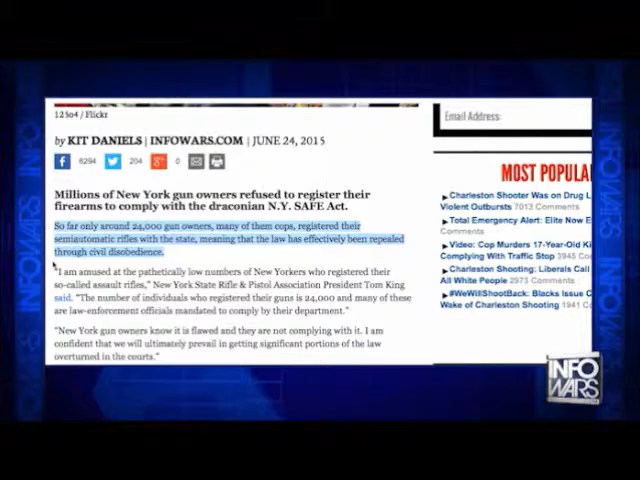 12504 / Flickr
by KIT DANIELS | INFOWARS.COM | JUNE 24, 2015
6294 204 0
Millions of New York gun owners refused to register their
firearms to comply with the draconian N.Y. SAFE Act.
So far only around 24,000 gun owners, many of them cops, registered their
semiautomatic rifles with the state, meaning that the law has effectively been repealed
through civil disobedience.
"I am amused at the pathetically low numbers of New Yorkers who registered their
so-called assault rifles," New York State Rifle & Pistol Association President Tom King
said. "The number of individuals who registered their guns is 24,000 and many of these
are law-enforcement officials mandated to comply by their department."
"New York gun owners know it is flawed and they are not complying with it. I am
confident that we will ultimately prevail in getting significant portions of the law
overturned in the courts."
Email Address:
MOST POPULA
Charleston Shooter Was on Drug L
Violent Outbursts 7013 Comments
Total Emergency Alert: Elite Now E
Comments
Video: Cop Murders 17-Year-Old Ki
Complying With Traffic Stop 3945 Co
Charleston Shooting: Liberals Call
All White People 2973 Comments
#WeWillShootBack: Blacks Issue C
Wake of Charleston Shooting 1941 C
INFO
WARS